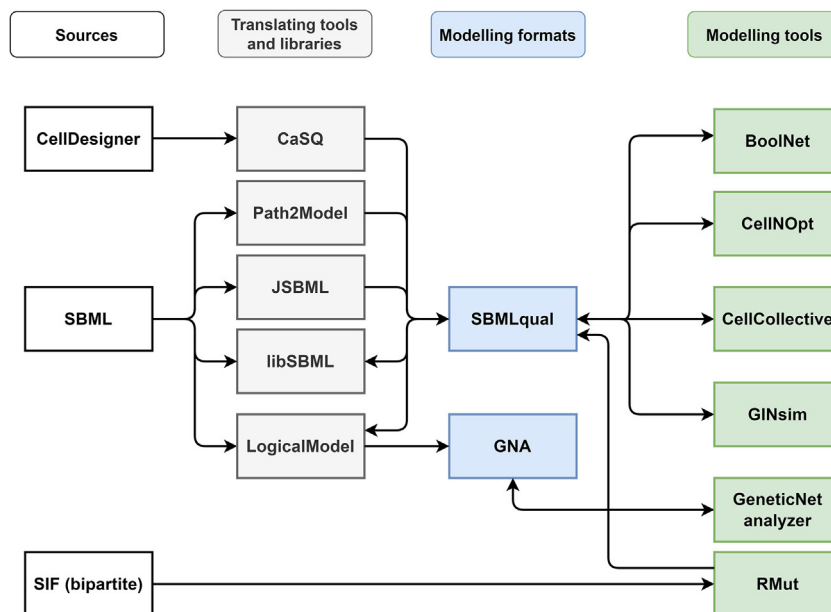 Sources
Translating tools
and libraries
Modelling formats
Modelling tools
CellDesigner
CaSQ
BoolNet
Path2Model
CellNOpt
SBML
JSBML
SBMLqual
CellCollective
libSBML
GINsim
LogicalModel
GNA
GeneticNet
analyzer
SIF (bipartite)
RMut